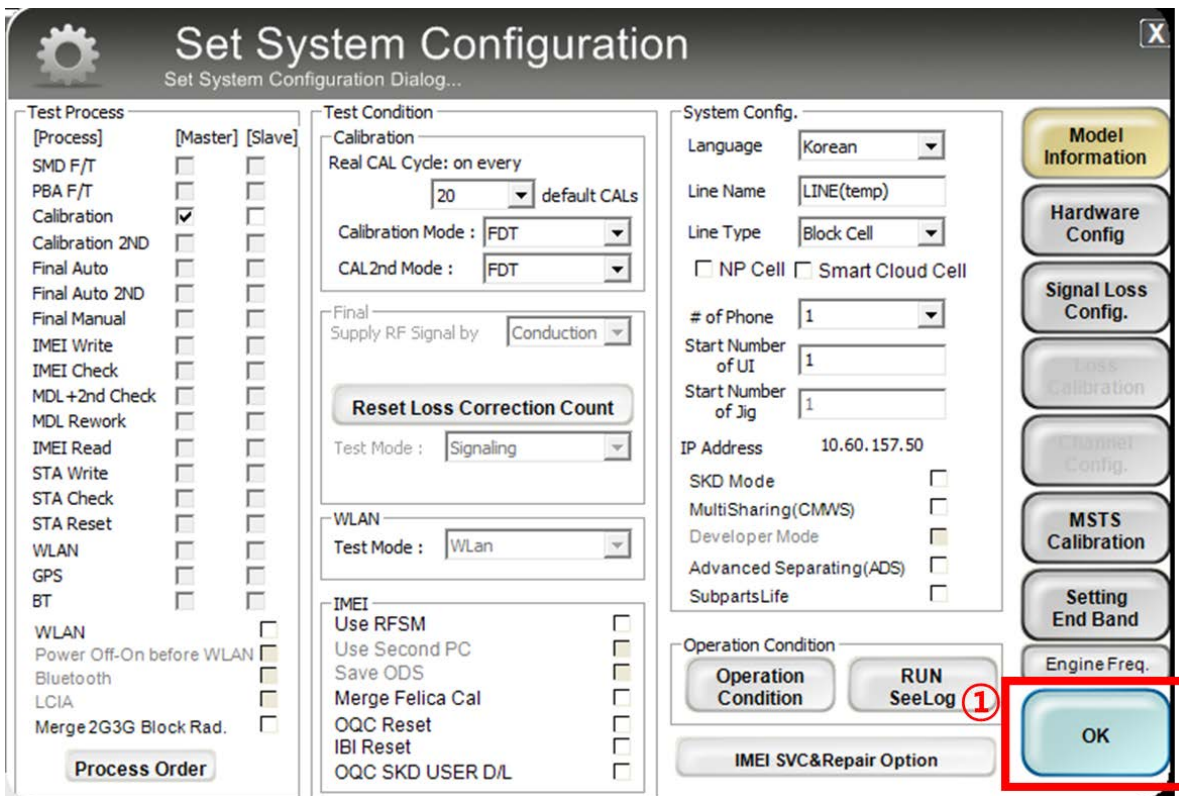 Set System Configuration
Set System Configuration Dialog...
X
Test Process
[Process] [Master] [Slave]
SMD F/T
PBA F/T
Calibration
Calibration 2ND
Final Auto
Final Auto 2ND
Final Manual
IMEI Write
IMEI Check
MDL+2nd Check
MDL Rework
IMEI Read
STA Write
STA Check
STA Reset
WLAN
GPS
BT
WLAN
Power Off-On before WLAN
Bluetooth
LCIA
Merge 2G3G Block Rad.
Process Order
Test Condition
Calibration
Real CAL Cycle: on every
20 default CALs
Calibration Mode : FDT
CAL2nd Mode : FDT
Final
Supply RF Signal by Conduction
Reset Loss Correction Count
Test Mode : Signaling
WLAN
Test Mode : WLan
IMEI
Use RFSM
Use Second PC
Save ODS
Merge Felica Cal
OQC Reset
IBI Reset
OQC SKD USER D/L
System Config.
Language Korean
Line Name LINE(temp)
Line Type Block Cell
NP Cell Smart Cloud Cell
# of Phone 1
Start Number
of UI 1
Start Number
of Jig 1
IP Address 10.60.157.50
SKD Mode
MultiSharing(CMWS)
Developer Mode
Advanced Separating(ADS)
SubpartsLife
Operation Condition
Operation
Condition
RUN
SeeLog
IMEI SVC&Repair Option
Model
Information
Hardware
Config
Signal Loss
Config.
Loss
Calibration
Channel
Config.
MSTS
Calibration
Setting
End Band
Engine Freq.
①
OK